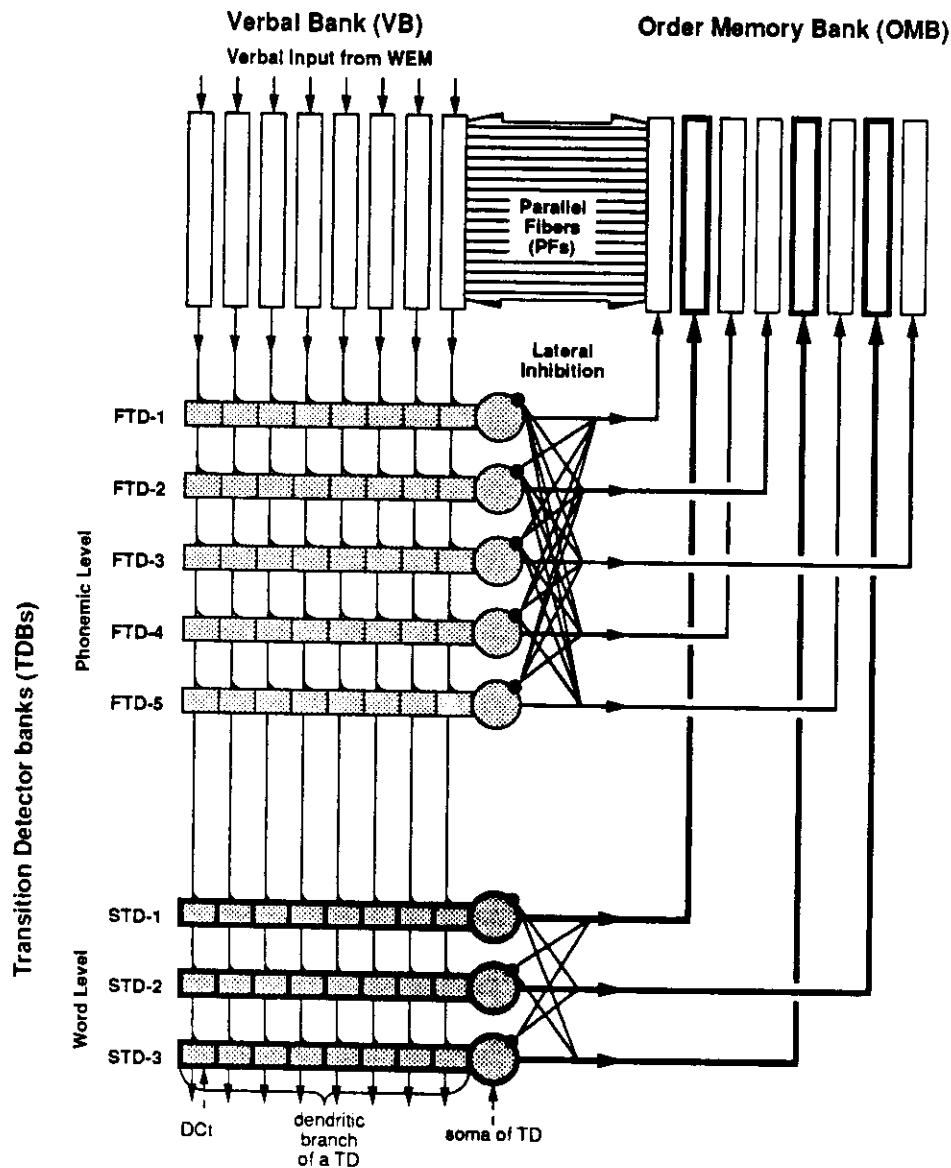 Verbal Bank (VB)
Order Memory Bank (OMB)
Verbal Input from WEM
Parallel
Fibers
(PFs)
Lateral
Inhibition
FTD-1
FTD-2
FTD-3
FTD-4
FTD-5
Phonemic Level
Transition Detector banks (TDBs)
STD-1
STD-2
STD-3
Word Level
DCt
dendritic
branch
of a TD
soma of TD